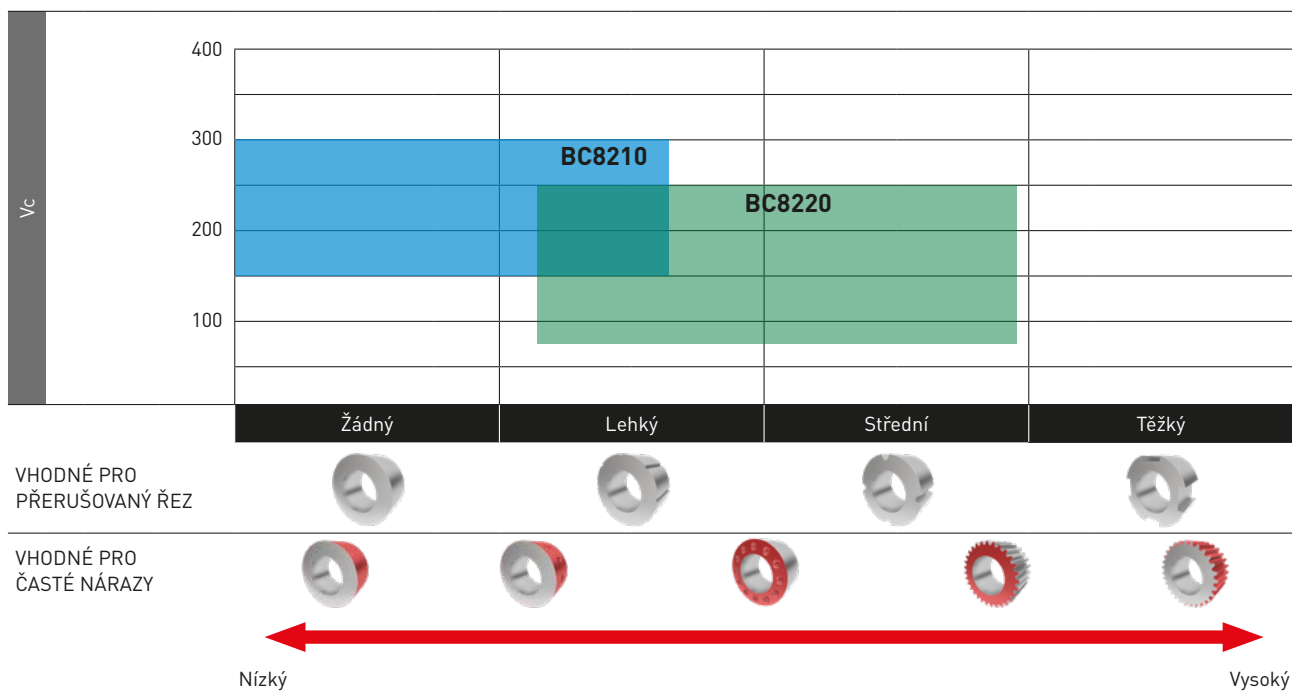 Vc
400
300
200
100
BC8210
BC8220
Žádný
Lehký
Střední
Těžký
VHODNÉ PRO
PŘERUŠOVANÝ ŘEZ
VHODNÉ PRO
ČASTÉ NÁRAZY
Nízký
Vysoký